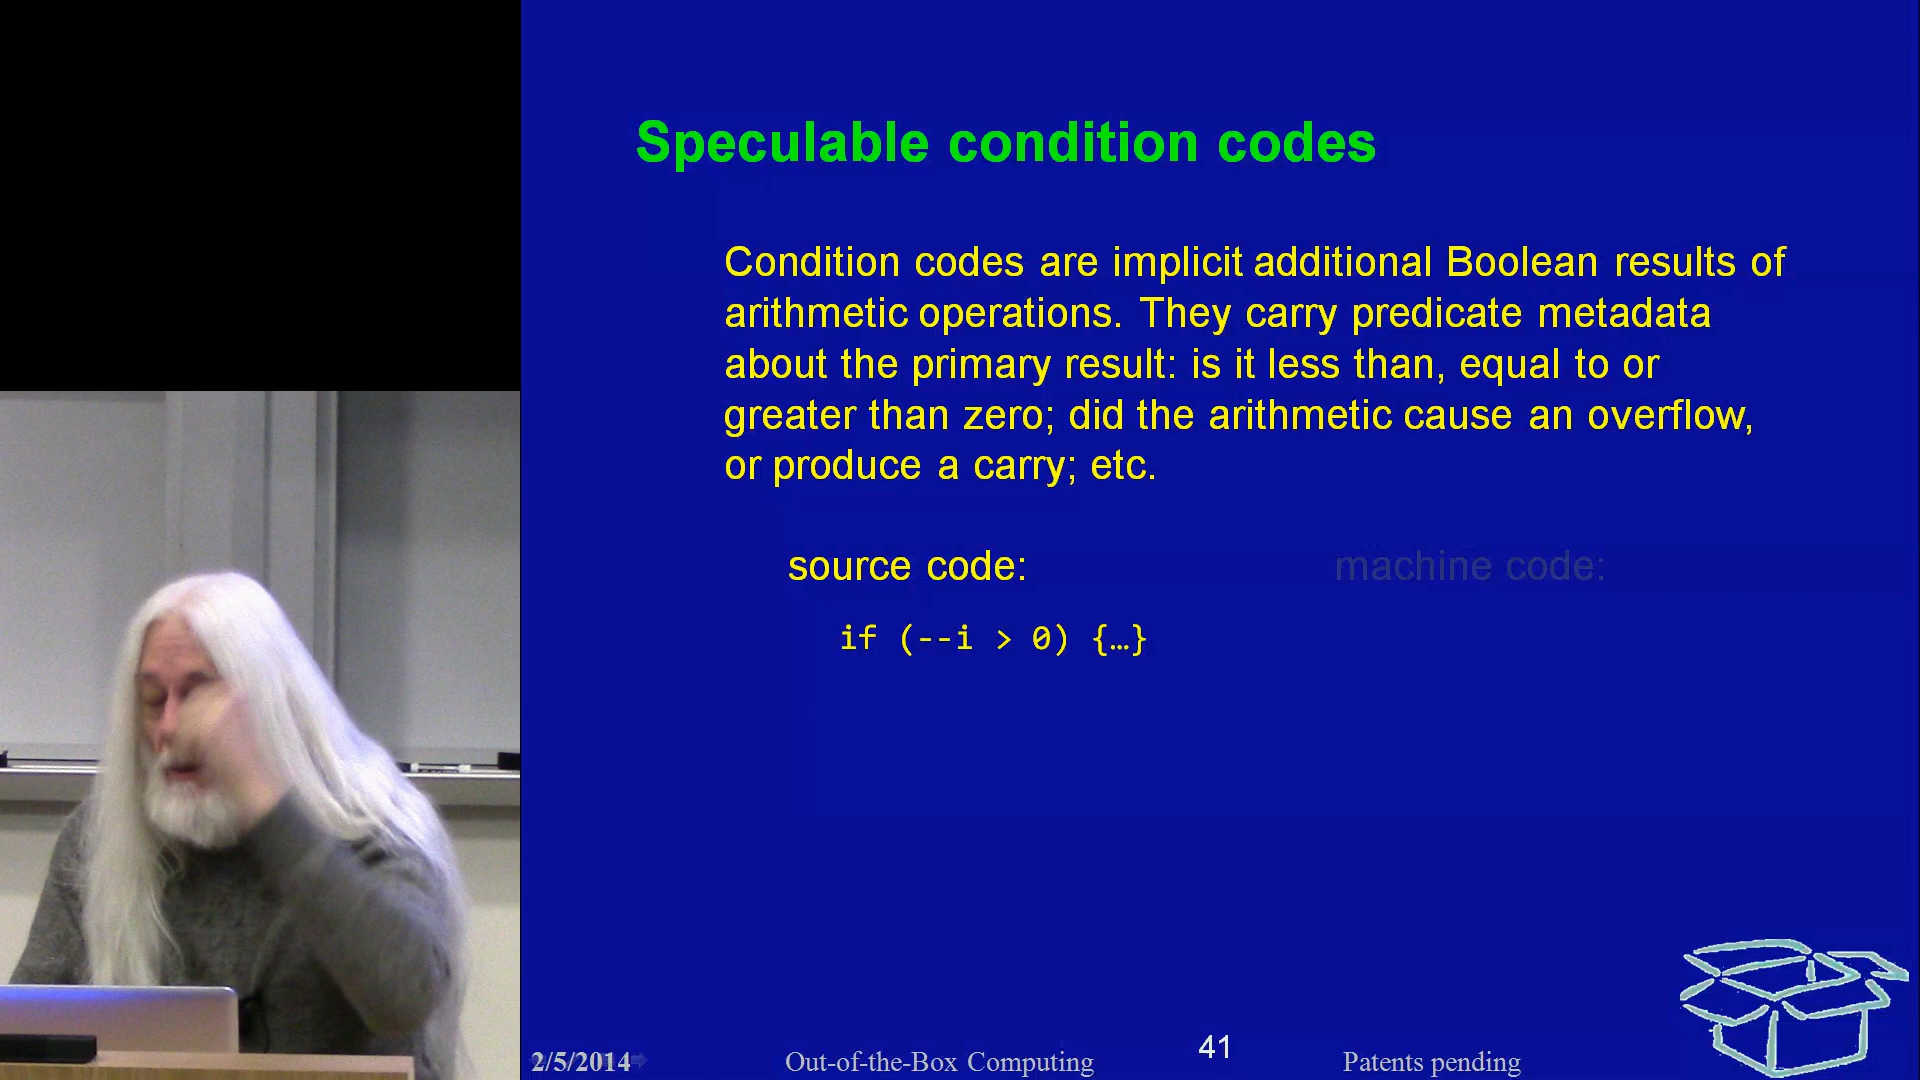 Speculable condition codes
Condition codes are implicit additional Boolean results of
arithmetic operations. They carry predicate metadata
about the primary result: is it less than, equal to or
greater than zero; did the arithmetic cause an overflow,
or produce a carry; etc.
source code:
machine code:
if (--i > 0) {…}
2/5/2014
Out-of-the-Box Computing
41
Patents pending